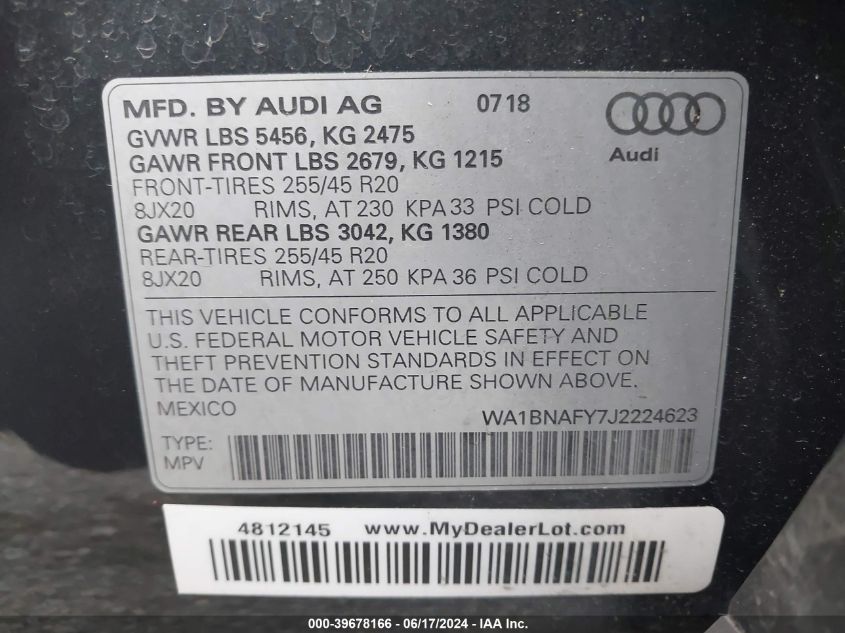 MFD. BY AUDI AG 0718
Audi
GVWR LBS 5456, KG 2475
GAWR FRONT LBS 2679, KG 1215
FRONT-TIRES 255/45 R20
8JX20 RIMS, AT 230 KPA 33 PSI COLD
GAWR REAR LBS 3042, KG 1380
REAR-TIRES 255/45 R20
8JX20 RIMS, AT 250 KPA 36 PSI COLD
THIS VEHICLE CONFORMS TO ALL APPLICABLE
U.S. FEDERAL MOTOR VEHICLE SAFETY AND
THEFT PREVENTION STANDARDS IN EFFECT ON
THE DATE OF MANUFACTURE SHOWN ABOVE.
MEXICO WA1BNAFY7J2224623
TYPE:
MPV
4812145 www.MyDealerLot.com
000-39678166 - 06/17/2024 - IAA Inc.